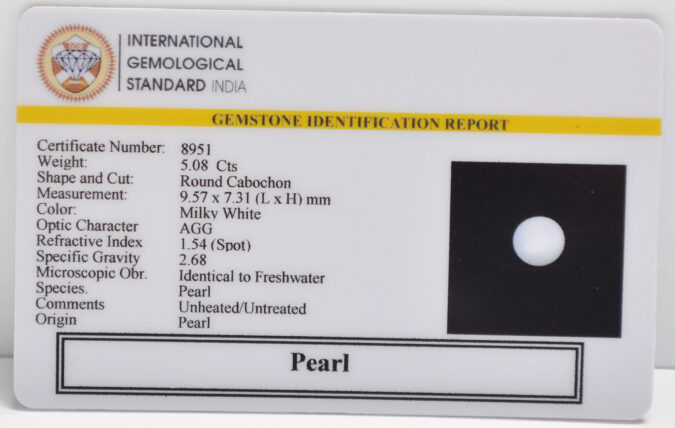 IGS
INTERNATIONAL
GEMOLOGICAL
STANDARD INDIA
GEMSTONE IDENTIFICATION REPORT
Certificate Number: 8951
Weight: 5.08 Cts
Shape and Cut: Round Cabochon
Measurement: 9.57 x 7.31 (L x H) mm
Color: Milky White
Optic Character AGG
Refractive Index 1.54 (Spot)
Specific Gravity 2.68
Microscopic Obr. Identical to Freshwater
Species. Pearl
Comments Unheated/Untreated
Origin Pearl
Pearl